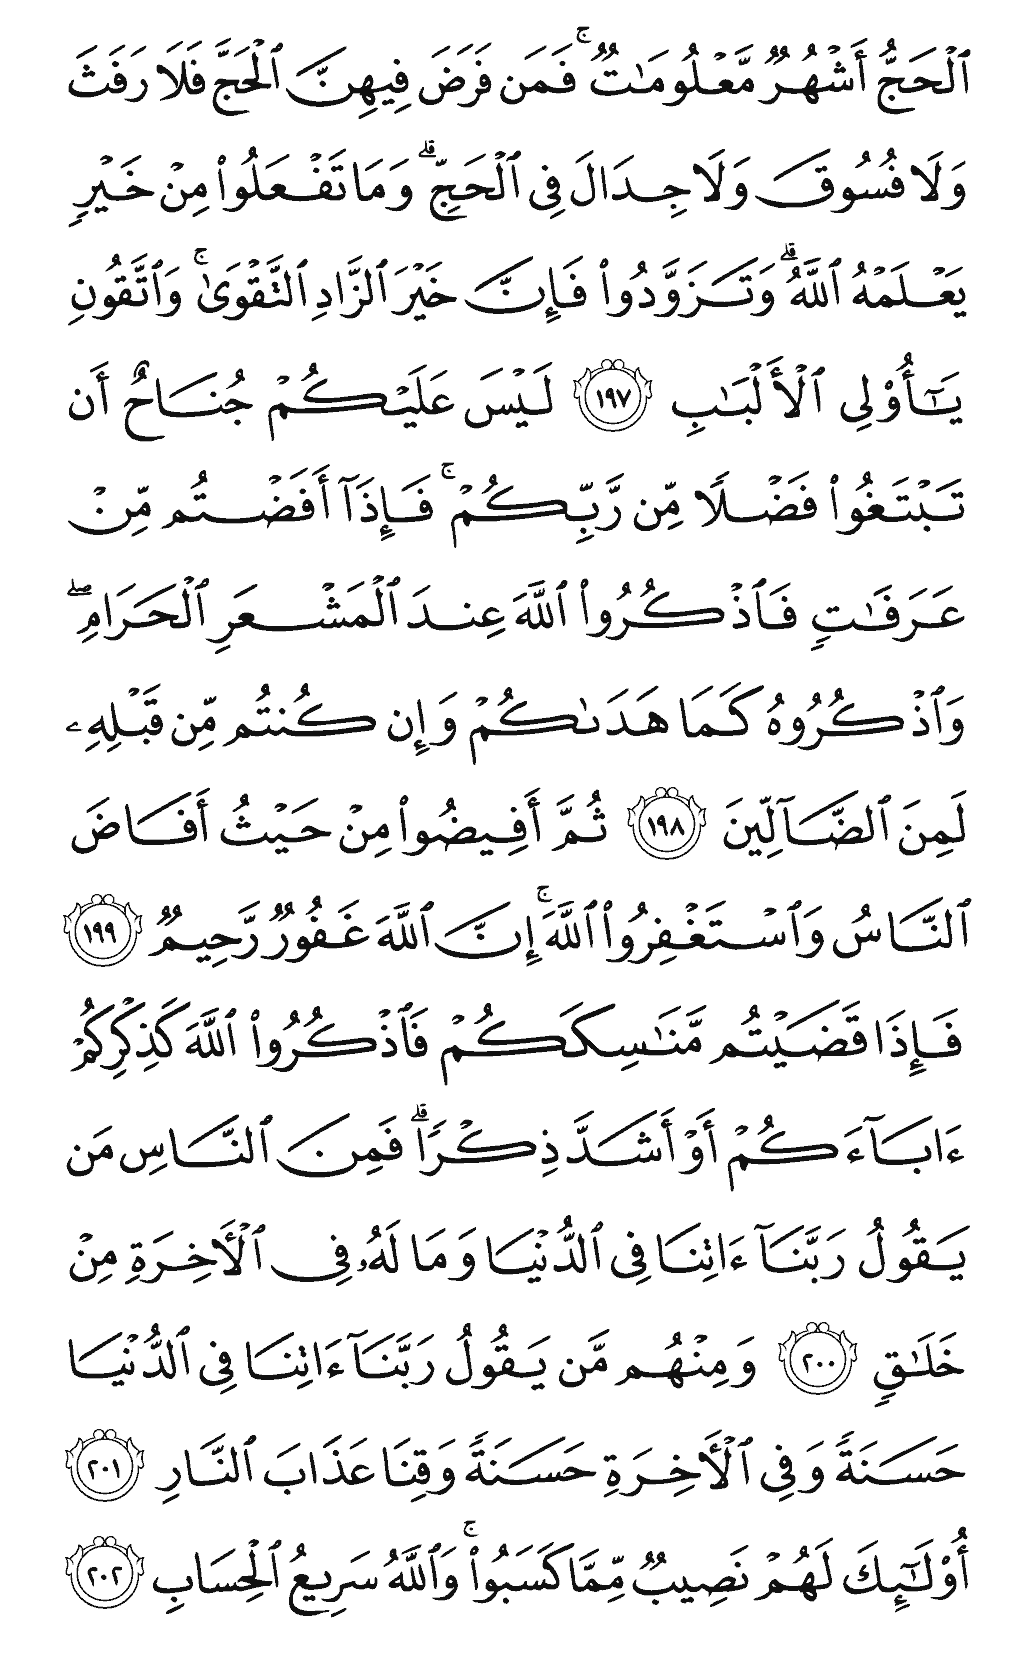 ٱلْحَجُّ أَشْهُرٌ مَّعْلُومَـٰتٌ ۚ فَمَن فَرَضَ فِيهِنَّ ٱلْحَجَّ فَلَا رَفَثَ
وَلَا فُسُوقَ وَلَا جِدَالَ فِى ٱلْحَجِّ ۗ وَمَا تَفْعَلُوا۟ مِنْ خَيْرٍ
يَعْلَمْهُ ٱللَّهُ ۗ وَتَزَوَّدُوا۟ فَإِنَّ خَيْرَ ٱلزَّادِ ٱلتَّقْوَىٰ ۚ وَٱتَّقُونِ
يَـٰٓأُو۟لِى ٱلْأَلْبَـٰبِ ١٩٧ لَيْسَ عَلَيْكُمْ جُنَاحٌ أَن
تَبْتَغُوا۟ فَضْلًا مِّن رَّبِّكُمْ ۚ فَإِذَآ أَفَضْتُم مِّنْ
عَرَفَـٰتٍ فَٱذْكُرُوا۟ ٱللَّهَ عِندَ ٱلْمَشْعَرِ ٱلْحَرَامِ ۖ
وَٱذْكُرُوهُ كَمَا هَدَىٰكُمْ وَإِن كُنتُم مِّن قَبْلِهِۦ
لَمِنَ ٱلضَّآلِّينَ ١٩٨ ثُمَّ أَفِيضُوا۟ مِنْ حَيْثُ أَفَاضَ
ٱلنَّاسُ وَٱسْتَغْفِرُوا۟ ٱللَّهَ ۚ إِنَّ ٱللَّهَ غَفُورٌ رَّحِيمٌ ١٩٩
فَإِذَا قَضَيْتُم مَّنَـٰسِكَكُمْ فَٱذْكُرُوا۟ ٱللَّهَ كَذِكْرِكُمْ
ءَابَآءَكُمْ أَوْ أَشَدَّ ذِكْرًا ۗ فَمِنَ ٱلنَّاسِ مَن
يَقُولُ رَبَّنَآ ءَاتِنَا فِى ٱلدُّنْيَا وَمَا لَهُۥ فِى ٱلْأَخِرَةِ مِنْ
خَلَـٰقٍ ٢٠٠ وَمِنْهُم مَّن يَقُولُ رَبَّنَآ ءَاتِنَا فِى ٱلدُّنْيَا
حَسَنَةً وَفِى ٱلْأَخِرَةِ حَسَنَةً وَقِنَا عَذَابَ ٱلنَّارِ ٢٠١
أُو۟لَـٰٓئِكَ لَهُمْ نَصِيبٌ مِّمَّا كَسَبُوا۟ ۚ وَٱللَّهُ سَرِيعُ ٱلْحِسَابِ ٢٠٢